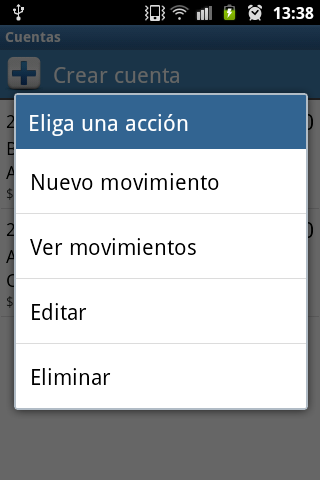 13:38
Cuentas
Crear cuenta
Eliga una acción
Nuevo movimiento
Ver movimientos
Editar
Eliminar